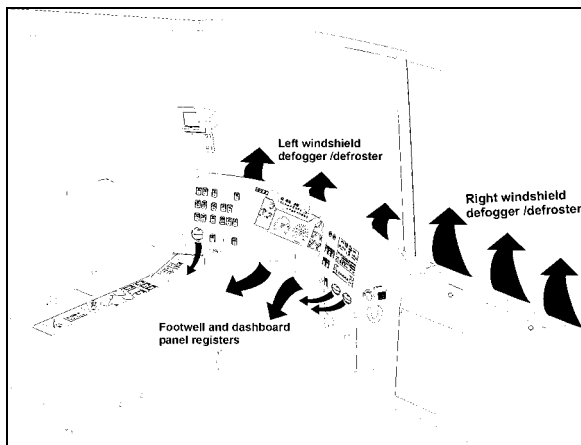 Left windshield
defogger /defroster
Right windshield
defogger /defroster
Footwell and dashboard
panel registers